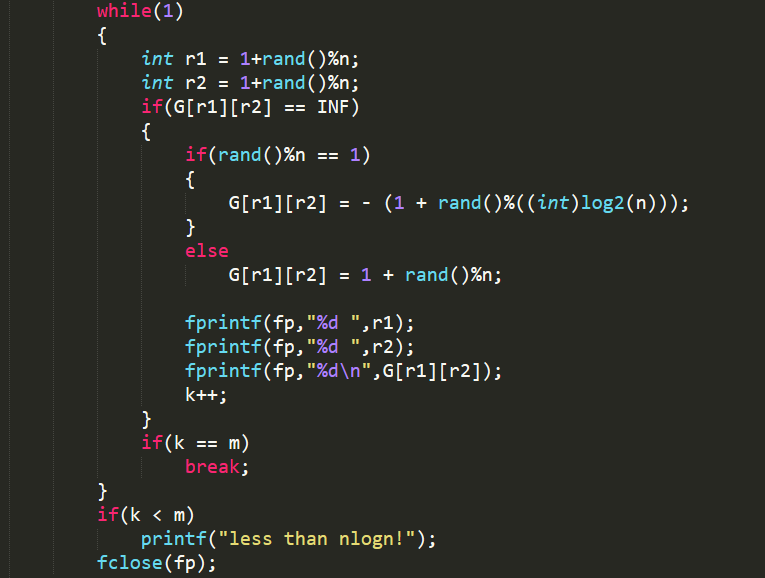 while(1)
{
int r1 = 1+rand()%n;
int r2 = 1+rand()%n;
if(G[r1][r2] == INF)
{
if(rand()%n == 1)
{
G[r1][r2] = - (1 + rand()%((int)log2(n)));
}
else
G[r1][r2] = 1 + rand()%n;
fprintf(fp,"%d ",r1);
fprintf(fp,"%d ",r2);
fprintf(fp,"%d\n",G[r1][r2]);
k++;
}
if(k == m)
break;
}
if(k < m)
printf("less than nlogn!");
fclose(fp);